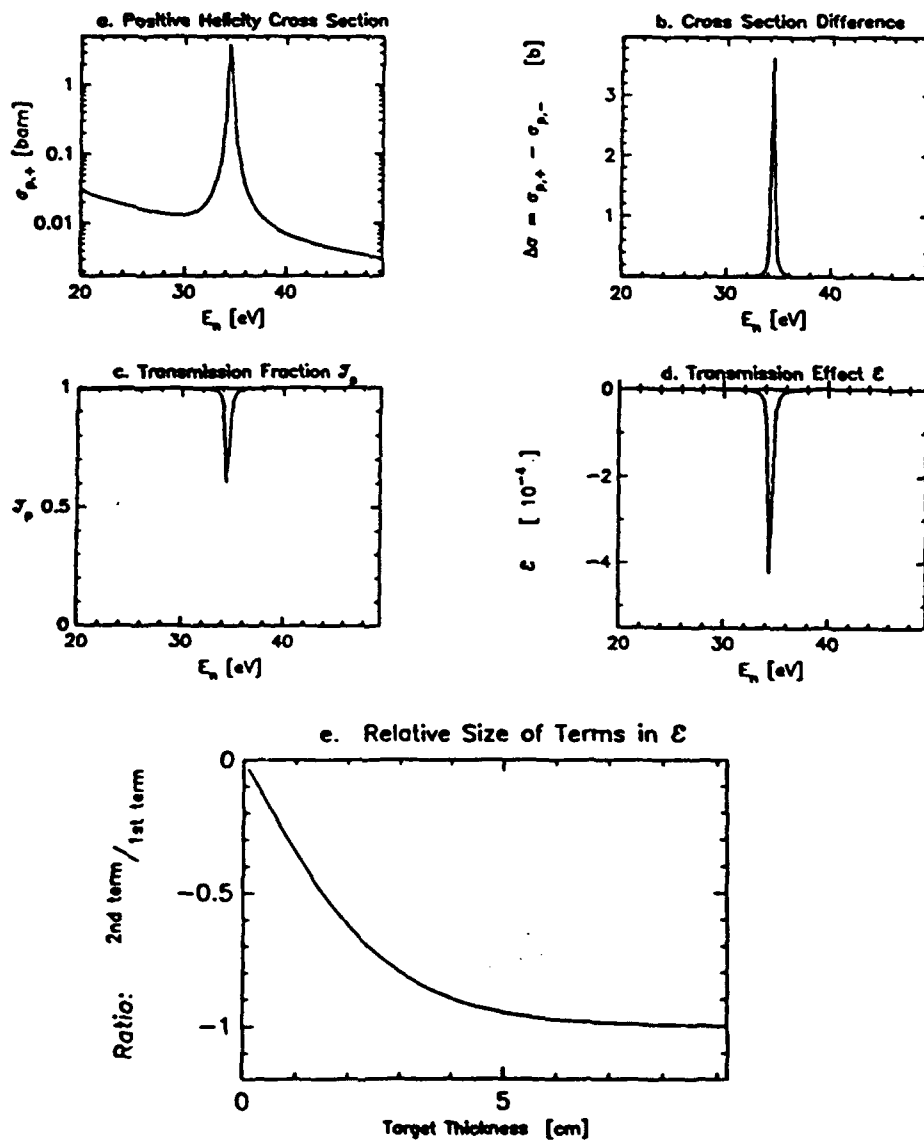 a. Positive Helicity Cross Section
σp,+ [barn]
1
0.1
0.01
20 30 40
En [eV]
b. Cross Section Difference
Δσ = σp,+ − σp,− [b]
3
2
1
20 30 40
En [eV]
c. Transmission Fraction 𝒯p
𝒯p
1
0.5
0
20 30 40
En [eV]
d. Transmission Effect ℰ
ℰ [ 10⁻⁴ ]
0
−2
−4
20 30 40
En [eV]
e. Relative Size of Terms in ℰ
Ratio: 2nd term/1st term
0
−0.5
−1
0 5
Target Thickness [cm]